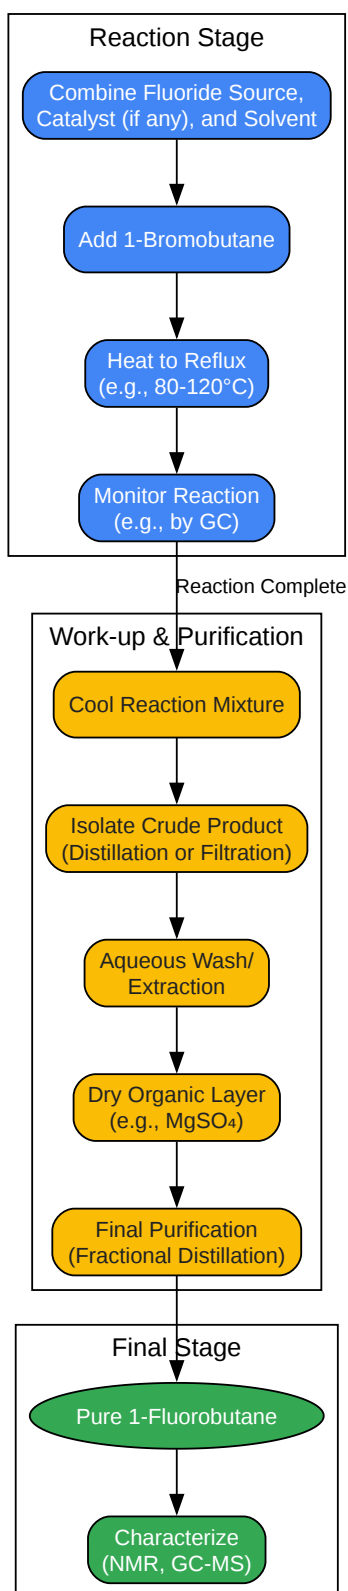 Reaction Stage
Combine Fluoride Source,
Catalyst (if any), and Solvent
Add 1-Bromobutane
Heat to Reflux
(e.g., 80-120°C)
Monitor Reaction
(e.g., by GC)
Reaction Complete
Work-up & Purification
Cool Reaction Mixture
Isolate Crude Product
(Distillation or Filtration)
Aqueous Wash/
Extraction
Dry Organic Layer
(e.g., MgSO₄)
Final Purification
(Fractional Distillation)
Final Stage
Pure 1-Fluorobutane
Characterize
(NMR, GC-MS)